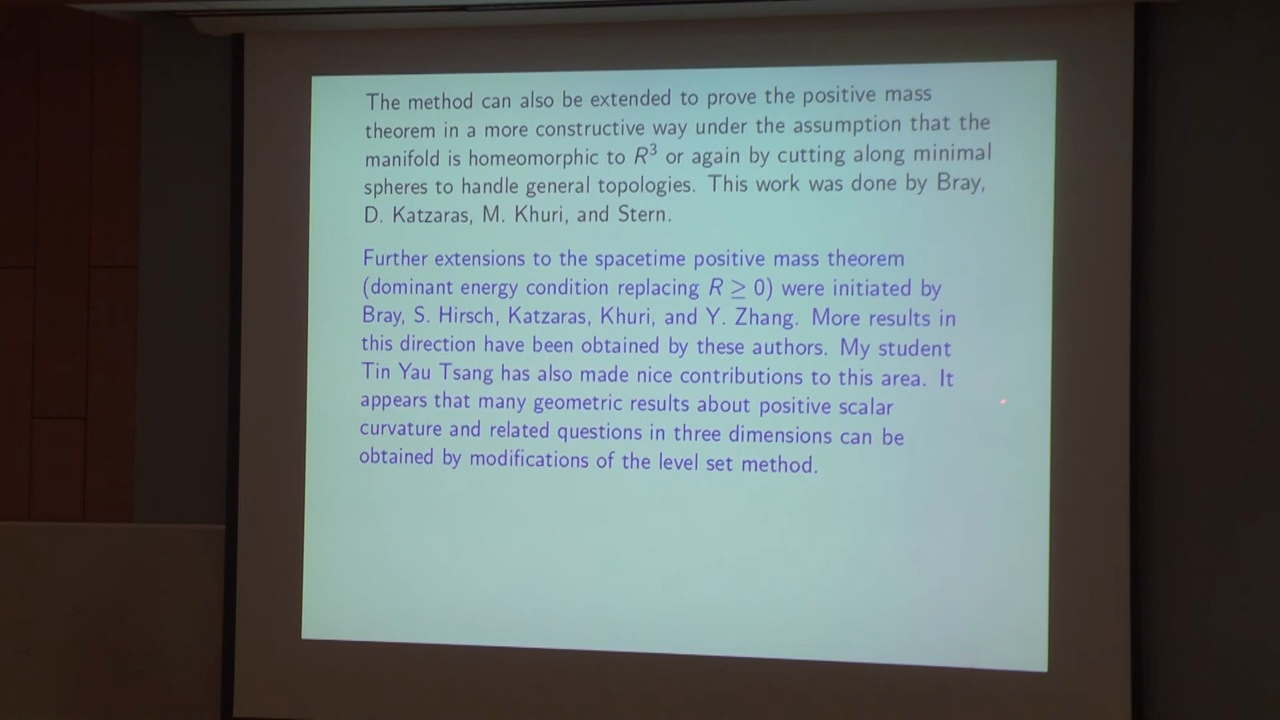 The method can also be extended to prove the positive mass
theorem in a more constructive way under the assumption that the
manifold is homeomorphic to R³ or again by cutting along minimal
spheres to handle general topologies. This work was done by Bray,
D. Katzaras, M. Khuri, and Stern.
Further extensions to the spacetime positive mass theorem
(dominant energy condition replacing R ≥ 0) were initiated by
Bray, S. Hirsch, Katzaras, Khuri, and Y. Zhang. More results in
this direction have been obtained by these authors. My student
Tin Yau Tsang has also made nice contributions to this area. It
appears that many geometric results about positive scalar
curvature and related questions in three dimensions can be
obtained by modifications of the level set method.